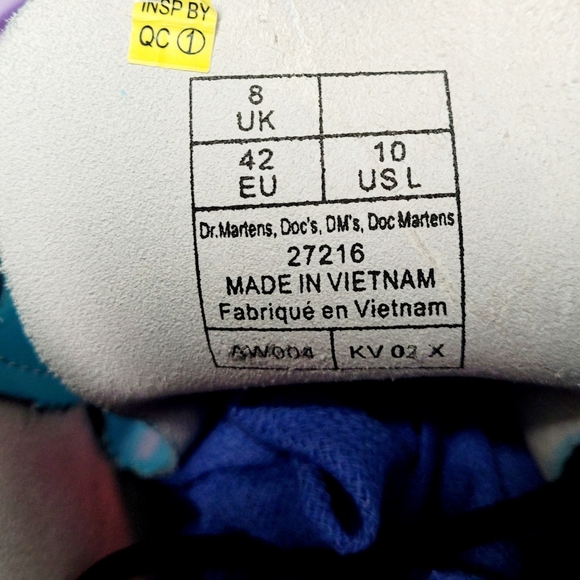 INSP BY
QC 1
8
UK
42
EU
10
US L
Dr.Martens, Doc's, DM's, Doc Martens
27216
MADE IN VIETNAM
Fabriqué en Vietnam
AW004
KV 02 X